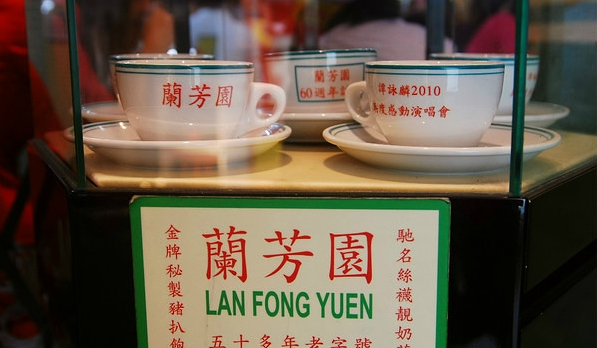 蘭芳園
蘭芳園
60週年
譚詠麟2010
感動演唱會
蘭芳園
LAN FONG YUEN
金牌秘製豬扒飽
馳名絲襪靚奶
五十多年老字號